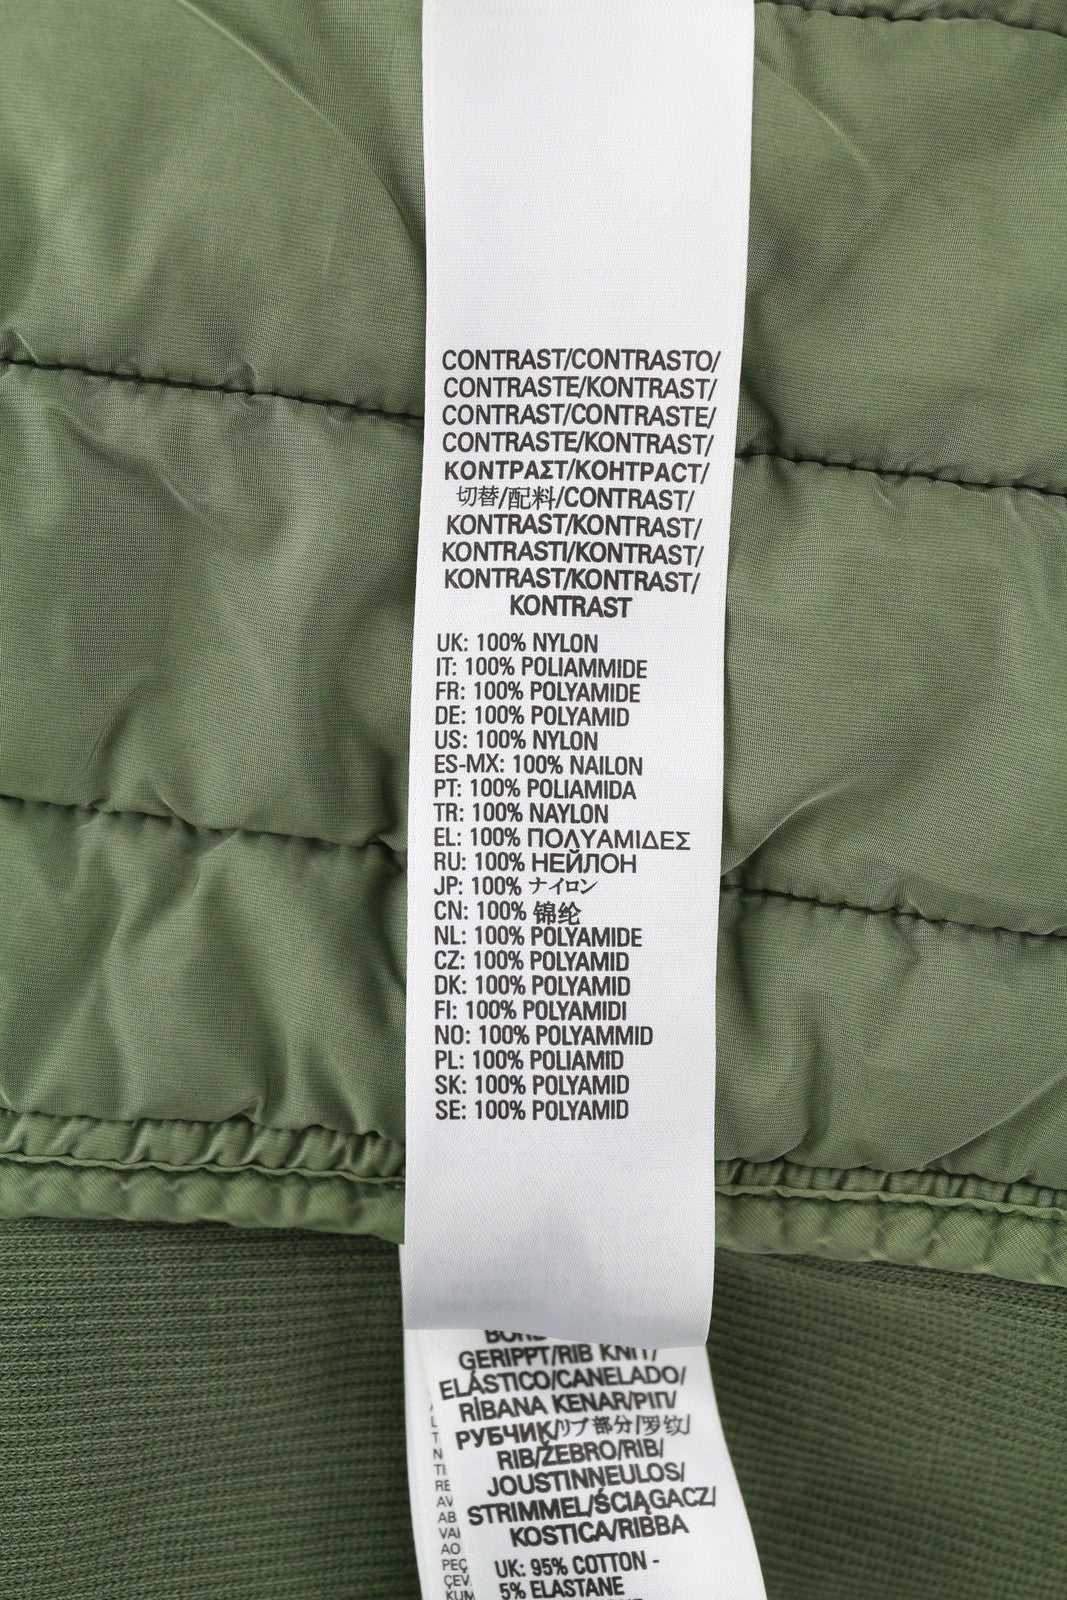 CONTRAST/CONTRASTO/
CONTRASTE/KONTRAST/
CONTRAST/CONTRASTE/
CONTRASTE/KONTRAST/
ΚΟΝΤΡΑΣΤ/КОНТРАСТ/
切替/配料/CONTRAST/
KONTRAST/KONTRAST/
KONTRASTI/KONTRAST/
KONTRAST/KONTRAST/
KONTRAST
UK: 100% NYLON
IT: 100% POLIAMMIDE
FR: 100% POLYAMIDE
DE: 100% POLYAMID
US: 100% NYLON
ES-MX: 100% NAILON
PT: 100% POLIAMIDA
TR: 100% NAYLON
EL: 100% ΠΟΛΥΑΜΙΔΕΣ
RU: 100% НЕЙЛОН
JP: 100% ナイロン
CN: 100% 锦纶
NL: 100% POLYAMIDE
CZ: 100% POLYAMID
DK: 100% POLYAMID
FI: 100% POLYAMIDI
NO: 100% POLYAMMID
PL: 100% POLIAMID
SK: 100% POLYAMID
SE: 100% POLYAMID
GERIPPT/RIB KNIT/
ELÁSTICO/CANELADO/
RİBANA KENAR/ΡΙΠ/
РУБЧИК/リブ部分/罗纹/
RIB/ŽEBRO/RIB/
JOUSTINNEULOS/
STRIMMEL/ŚCIĄGACZ/
KOSTICA/RIBBA
UK: 95% COTTON -
5% ELASTANE